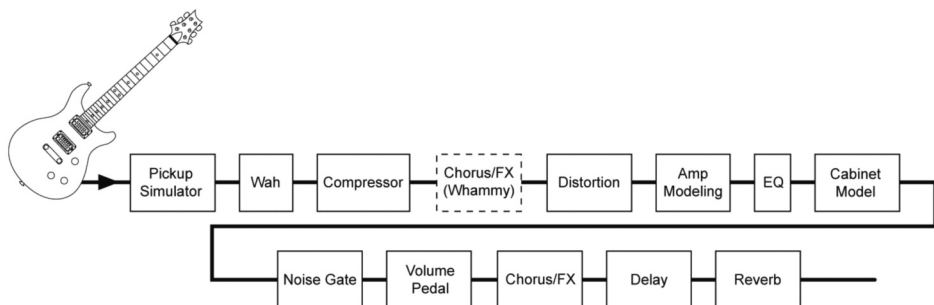 Pickup
Simulator
Wah
Compressor
Chorus/FX
(Whammy)
Distortion
Amp
Modeling
EQ
Cabinet
Model
Noise Gate
Volume
Pedal
Chorus/FX
Delay
Reverb